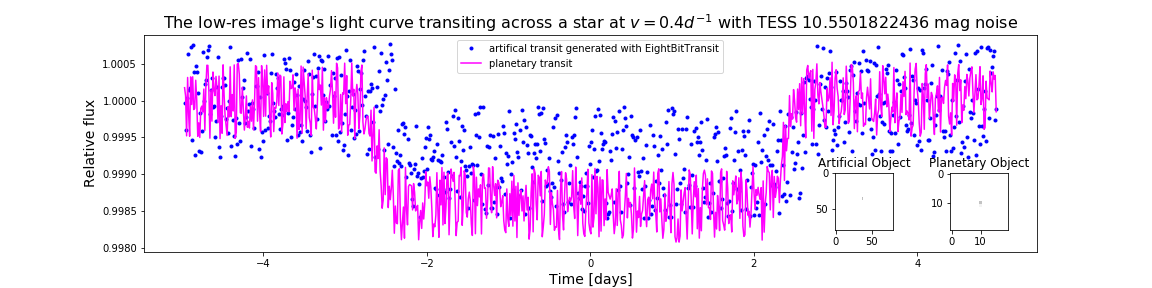 The low-res image's light curve transiting across a star at v = 0.4d⁻¹ with TESS 10.5501822436 mag noise
artifical transit generated with EightBitTransit
planetary transit
Relative flux
1.0005
1.0000
0.9995
0.9990
0.9985
0.9980
Artificial Object
0
50
0 50
Planetary Object
0
10
0 10
−4 −2 0 2 4
Time [days]